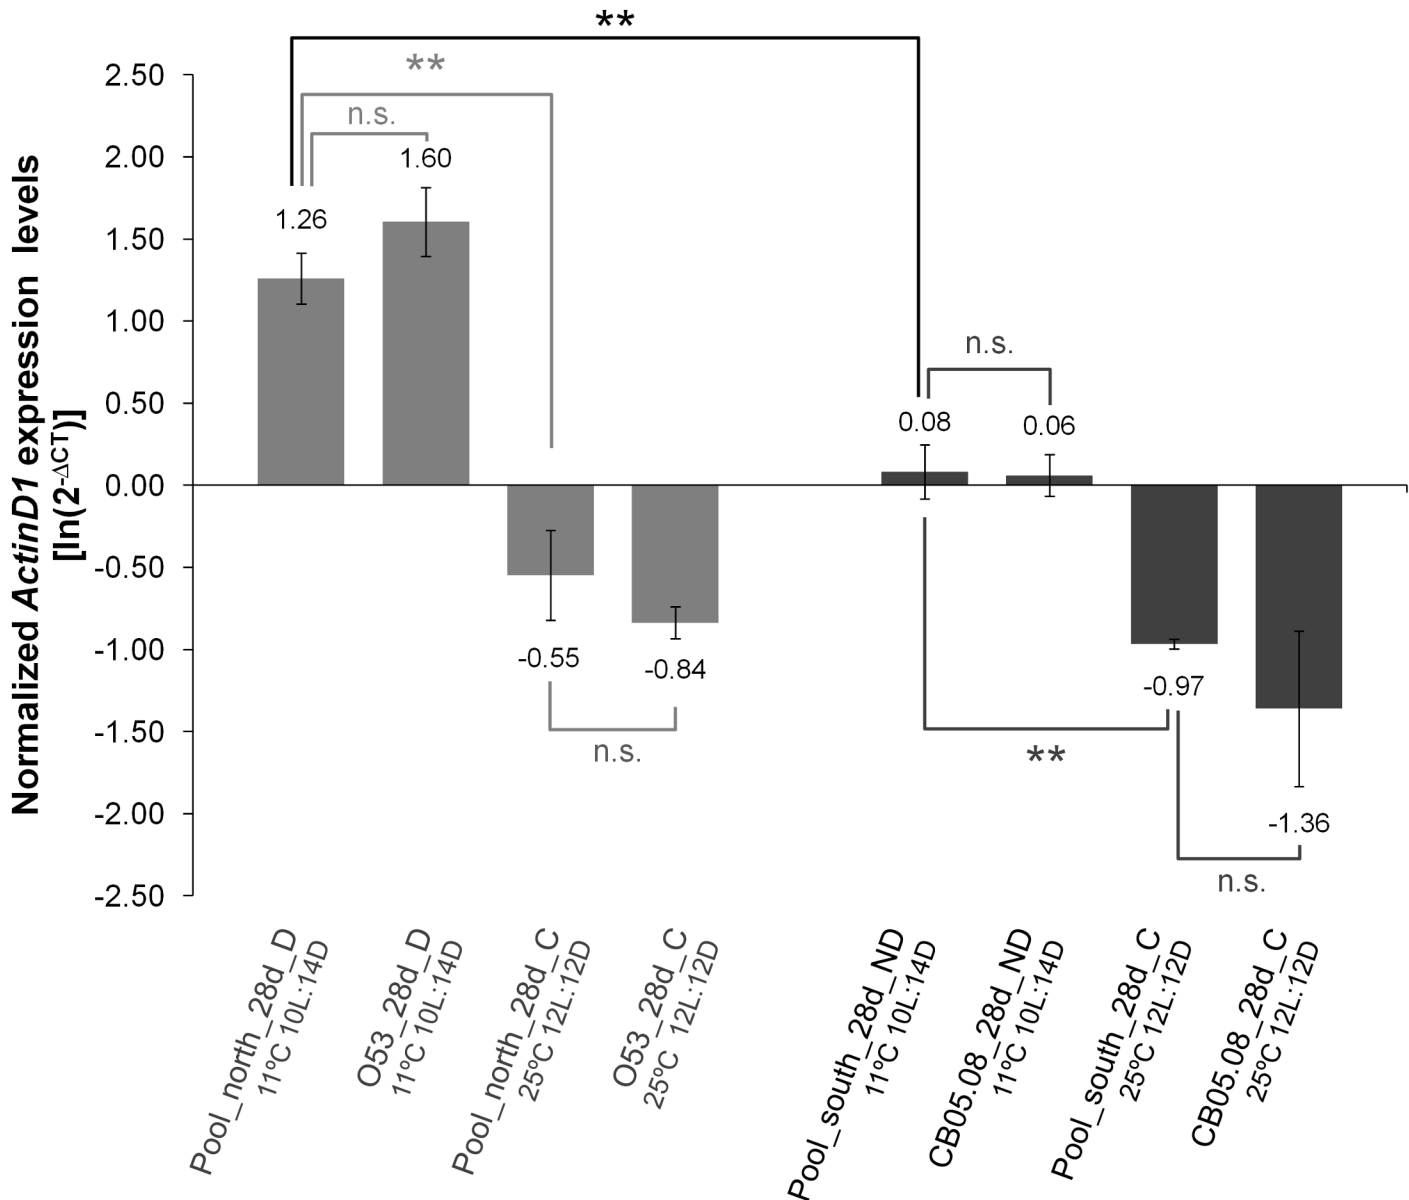 **
**
n.s.
1.60
1.26
n.s.
0.08
0.06
-0.55
-0.84
n.s.
-0.97
**
-1.36
n.s.
2.50
2.00
1.50
1.00
0.50
0.00
-0.50
-1.00
-1.50
-2.00
-2.50
Normalized ActinD1 expression levels
[ln(2-ΔCT)]
Pool_north_28d_D
11ºC 10L:14D
O53_28d_D
11ºC 10L:14D
Pool_north_28d_C
25ºC 12L:12D
O53_28d_C
25ºC 12L:12D
Pool_south_28d_ND
11ºC 10L:14D
CB05.08_28d_ND
11ºC 10L:14D
Pool_south_28d_C
25ºC 12L:12D
CB05.08_28d_C
25ºC 12L:12D